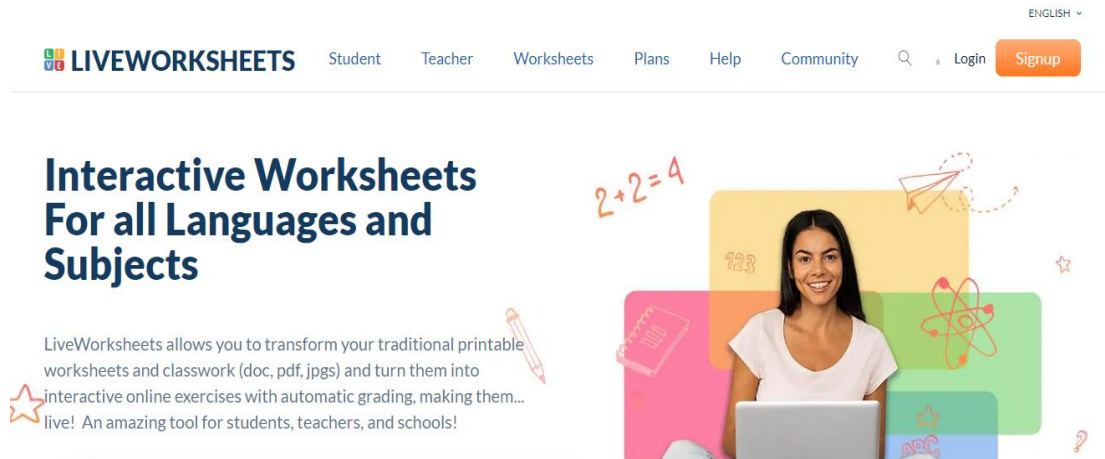 ENGLISH
LIVE LIVEWORKSHEETS Student Teacher Worksheets Plans Help Community Login Signup
Interactive Worksheets
For all Languages and
Subjects
2+2=4
123
LiveWorksheets allows you to transform your traditional printable
worksheets and classwork (doc, pdf, jpgs) and turn them into
interactive online exercises with automatic grading, making them...
live! An amazing tool for students, teachers, and schools!
ABC
?